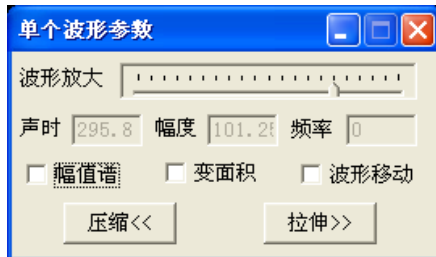 单个波形参数
波形放大
声时 295.8 幅度 101.25 频率 0
幅值谱 变面积 波形移动
压缩<< 拉伸>>